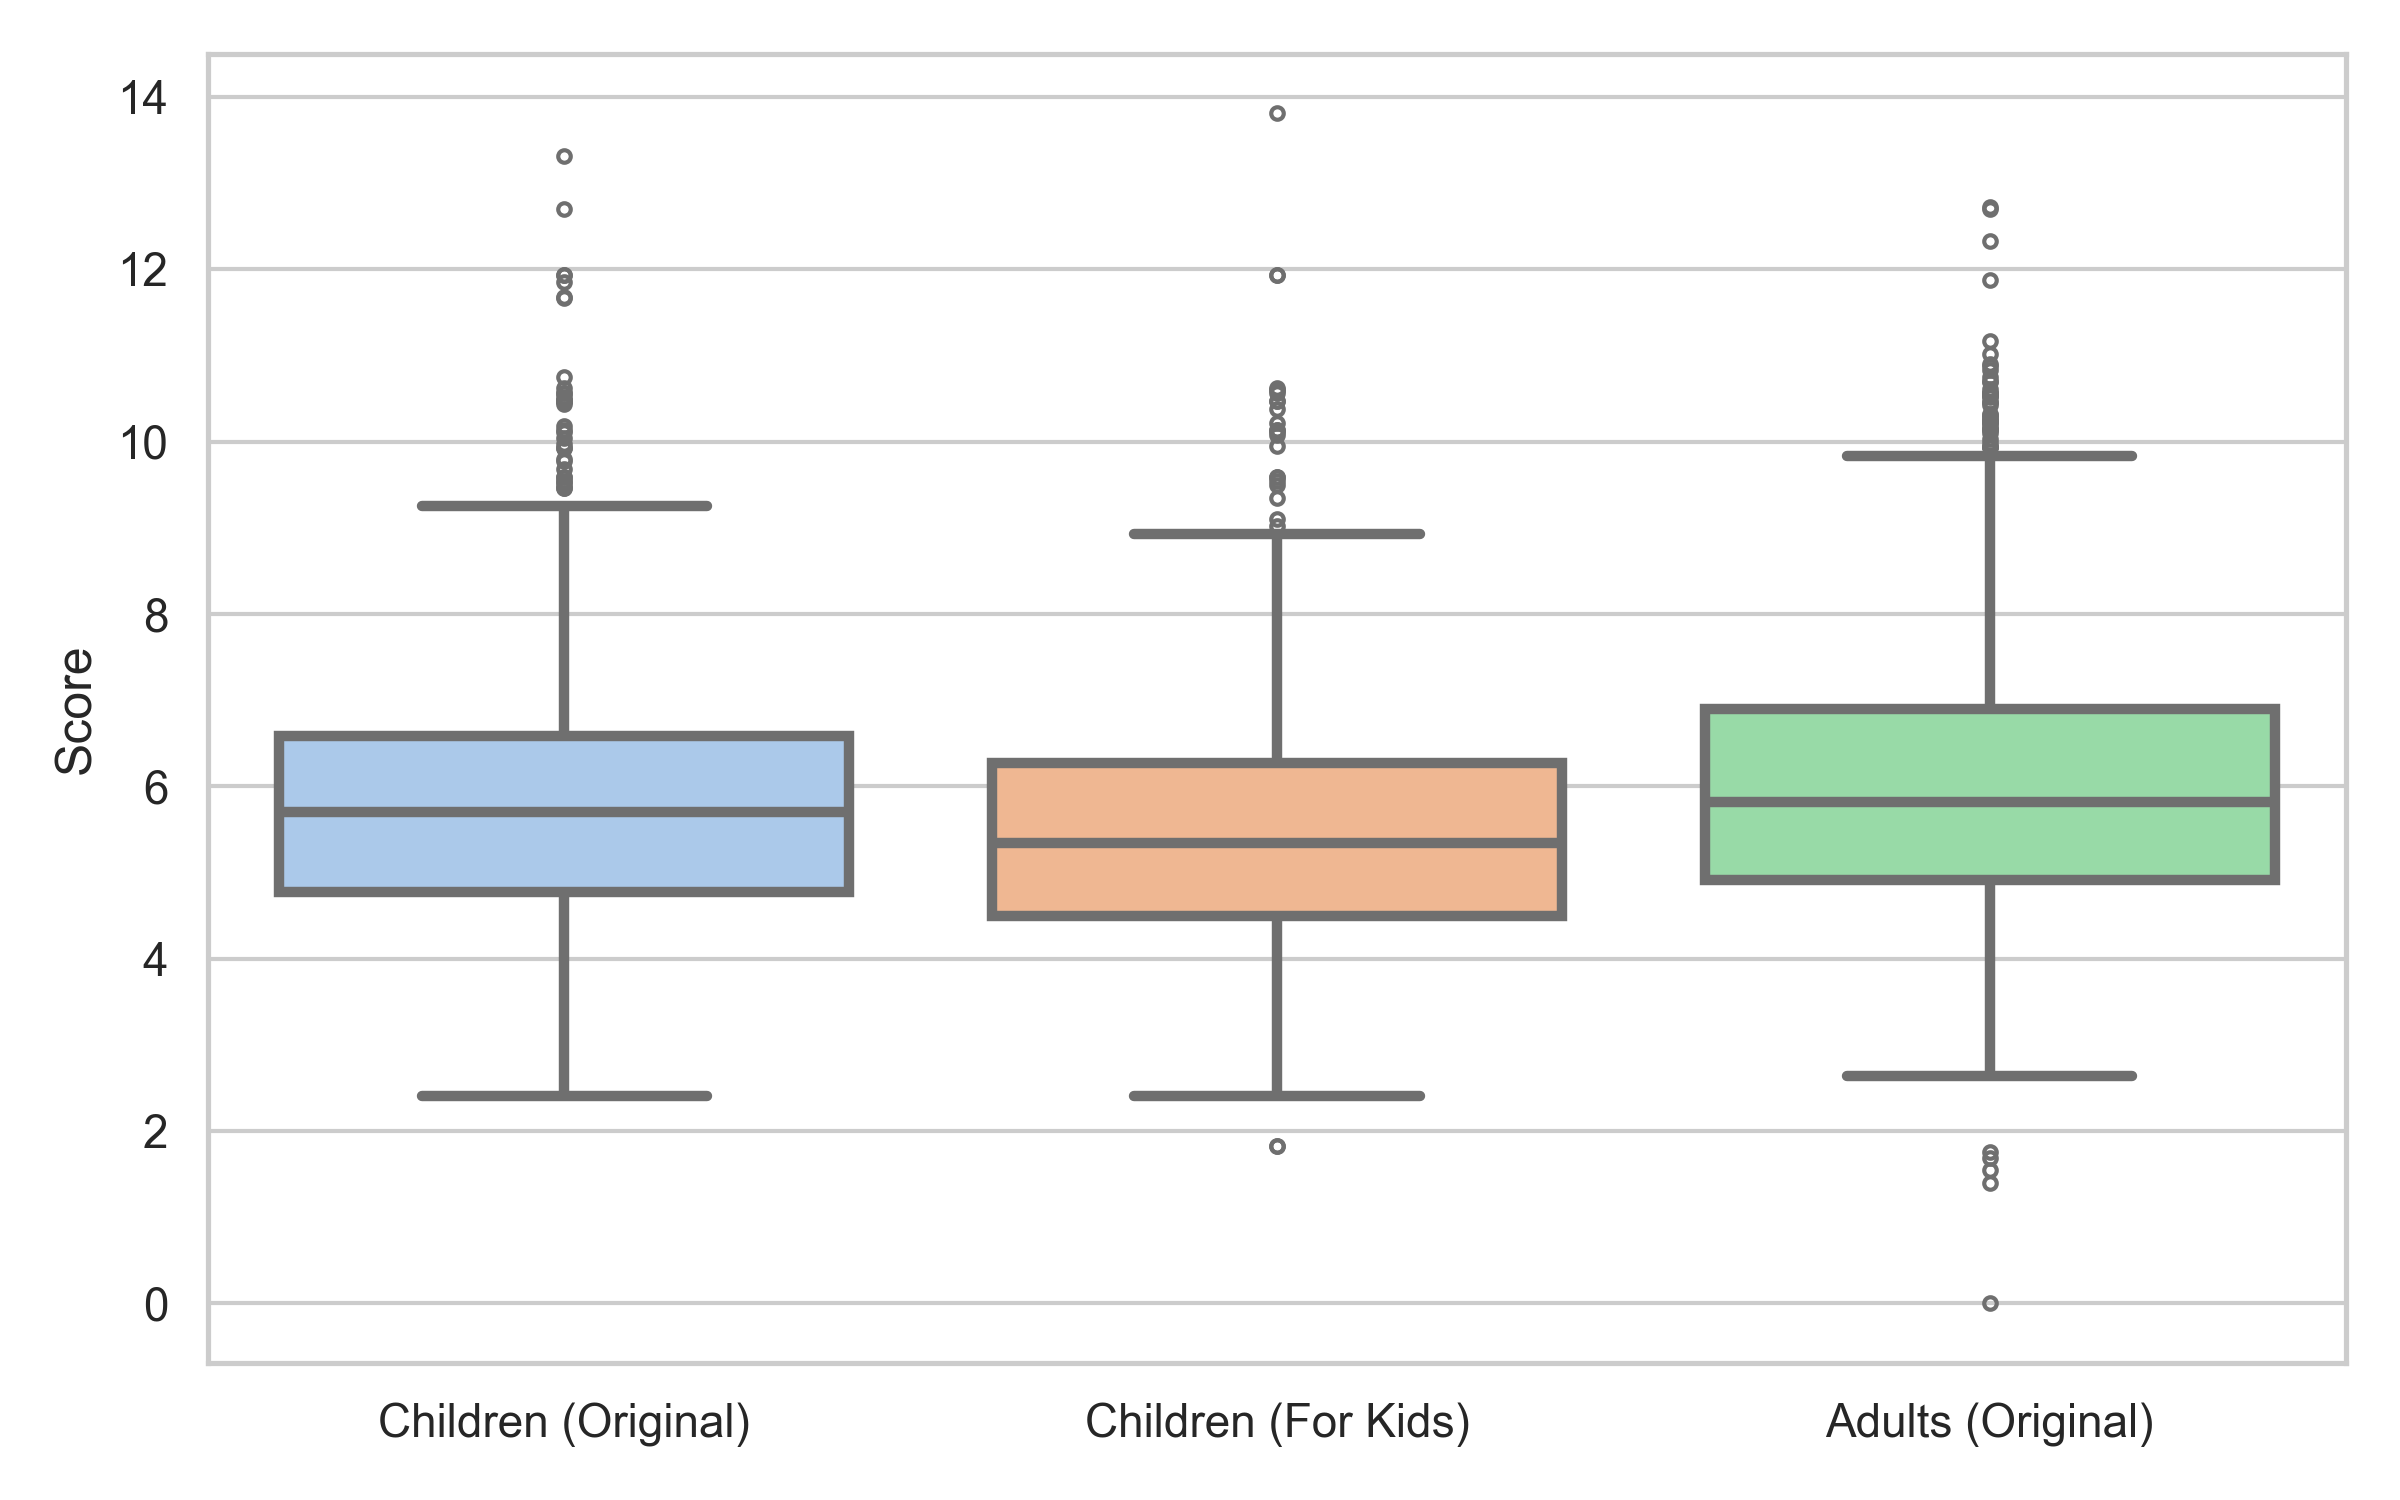 14
12
10
8
6
4
2
0
Score
Children (Original)
Children (For Kids)
Adults (Original)